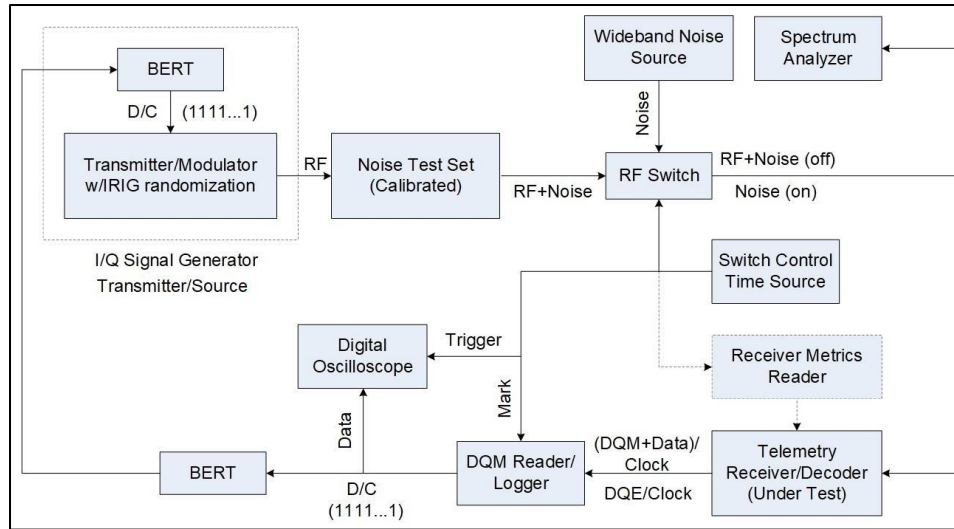 BERT
D/C (1111...1)
Transmitter/Modulator
w/IRIG randomization
RF
Noise Test Set
(Calibrated)
RF+Noise
Wideband Noise
Source
Noise
Spectrum
Analyzer
RF Switch
RF+Noise (off)
Noise (on)
I/Q Signal Generator
Transmitter/Source
Switch Control
Time Source
Digital
Oscilloscope
Trigger
Receiver Metrics
Reader
Mark
Data
BERT
D/C
(1111...1)
DQM Reader/
Logger
(DQM+Data)/
Clock
DQE/Clock
Telemetry
Receiver/Decoder
(Under Test)